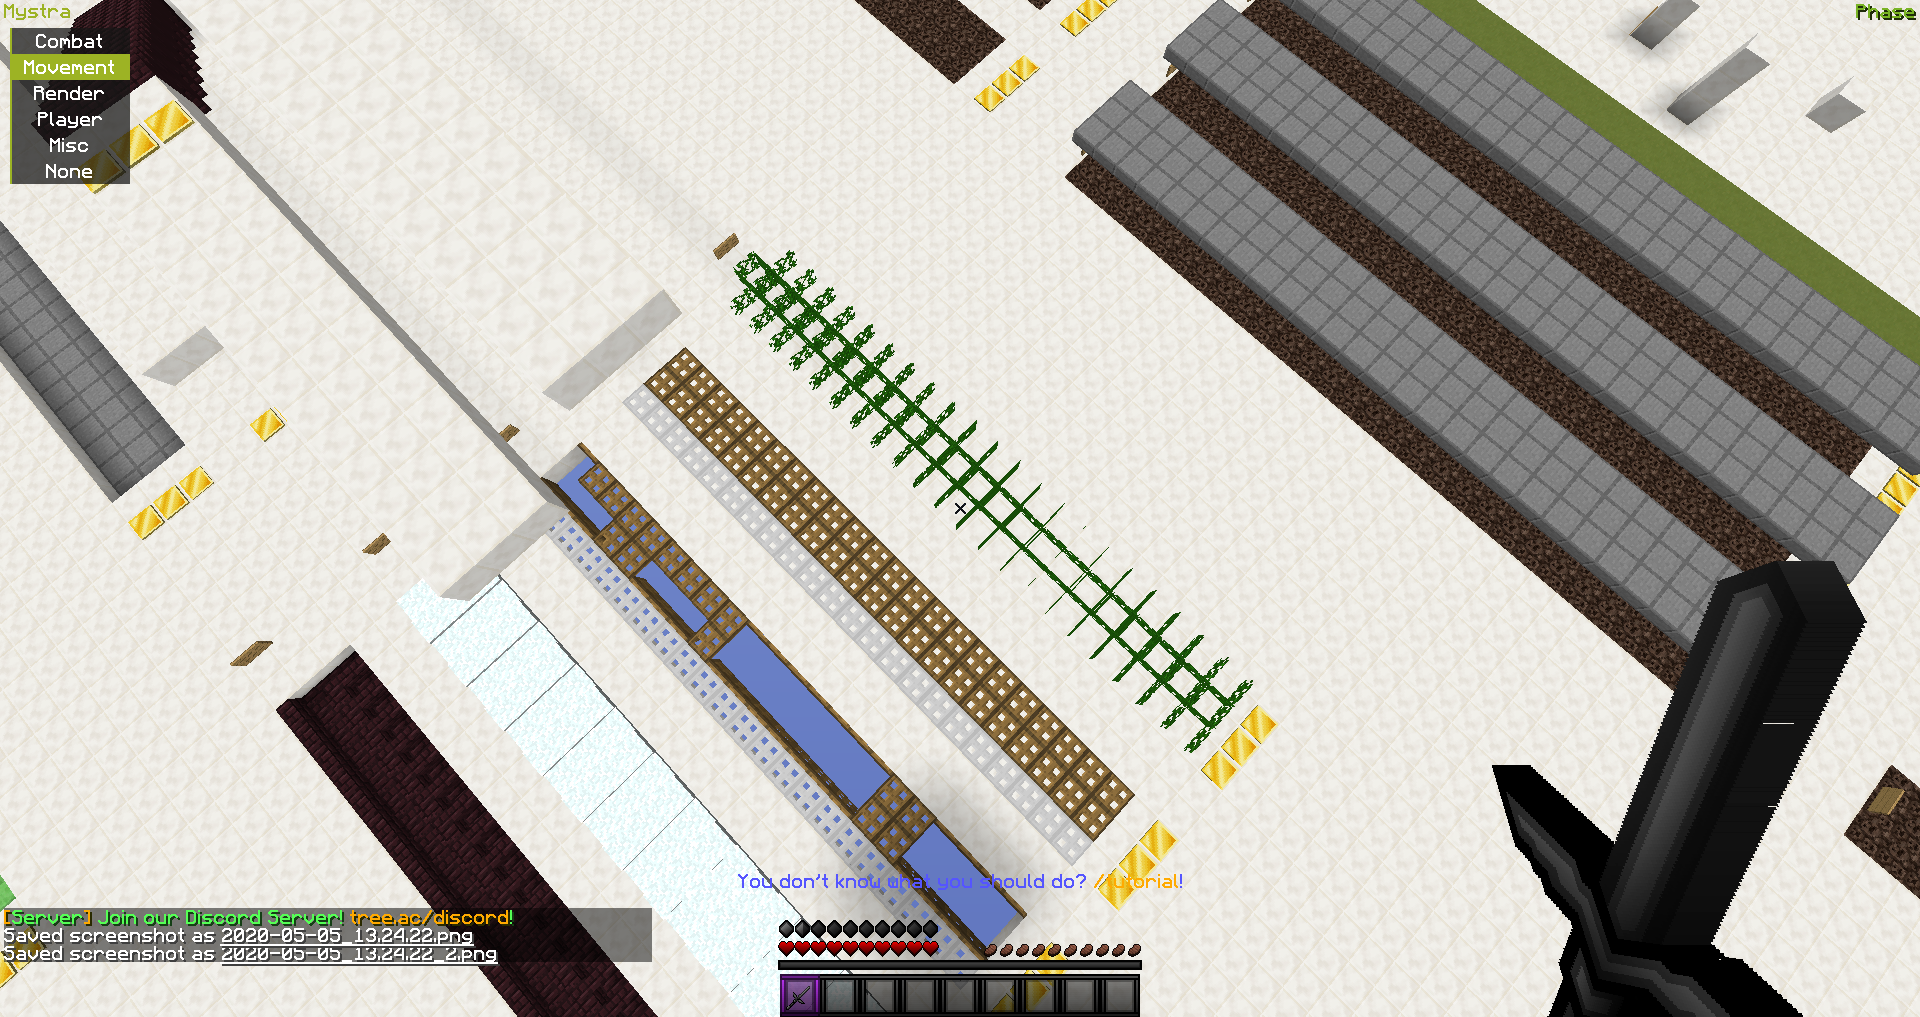 Mystra
Phase
Combat
Movement
Render
Player
Misc
None
You don't know what you should do? /Tutorial!
[Server] Join our Discord Server! tree.ac/discord!
Saved screenshot as 2020-05-05_13.24.22.png
Saved screenshot as 2020-05-05_13.24.22_2.png